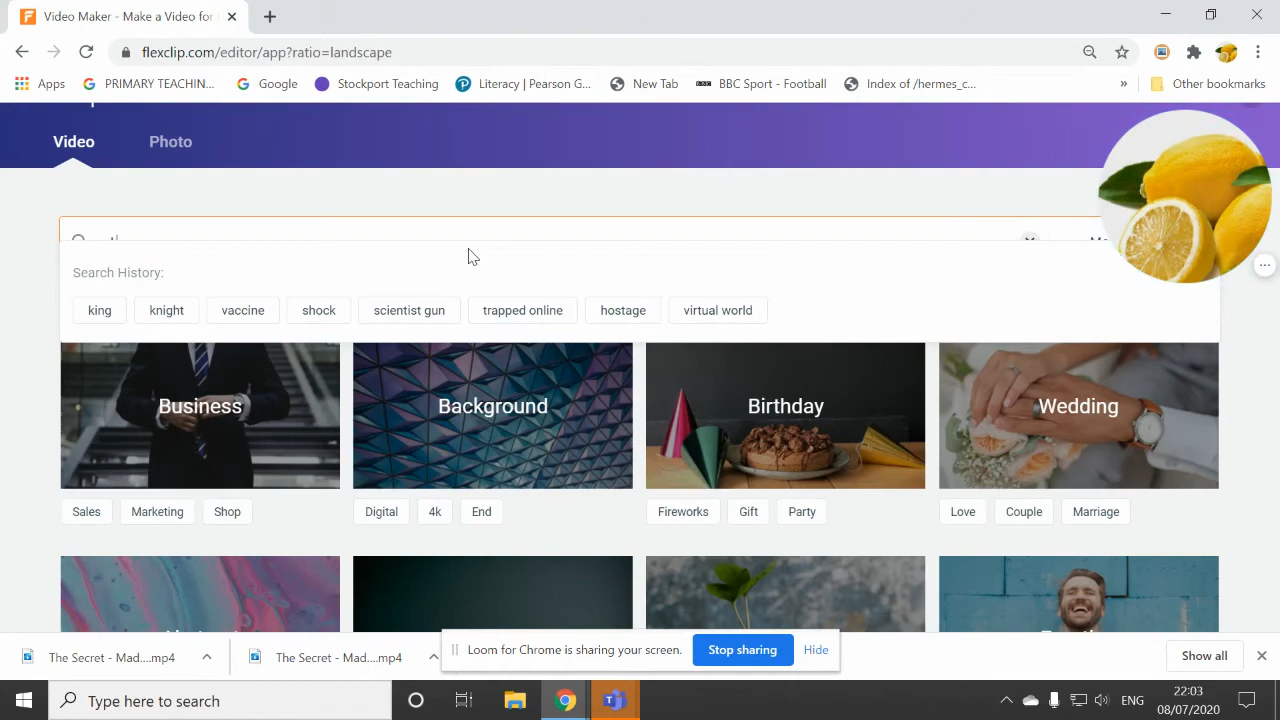 Video Maker - Make a Video for
flexclip.com/editor/app?ratio=landscape
Apps
PRIMARY TEACHIN...
Google
Stockport Teaching
Literacy | Pearson G...
New Tab
BBC Sport - Football
Index of /hermes_c...
»
Other bookmarks
Video
Photo
Search History:
king
knight
vaccine
shock
scientist gun
trapped online
hostage
virtual world
Business
Background
Birthday
Wedding
Sales
Marketing
Shop
Digital
4k
End
Fireworks
Gift
Party
Love
Couple
Marriage
Loom for Chrome is sharing your screen.
Stop sharing
Hide
The Secret - Mad....mp4
The Secret - Mad....mp4
Show all
Type here to search
ENG
22:03
08/07/2020